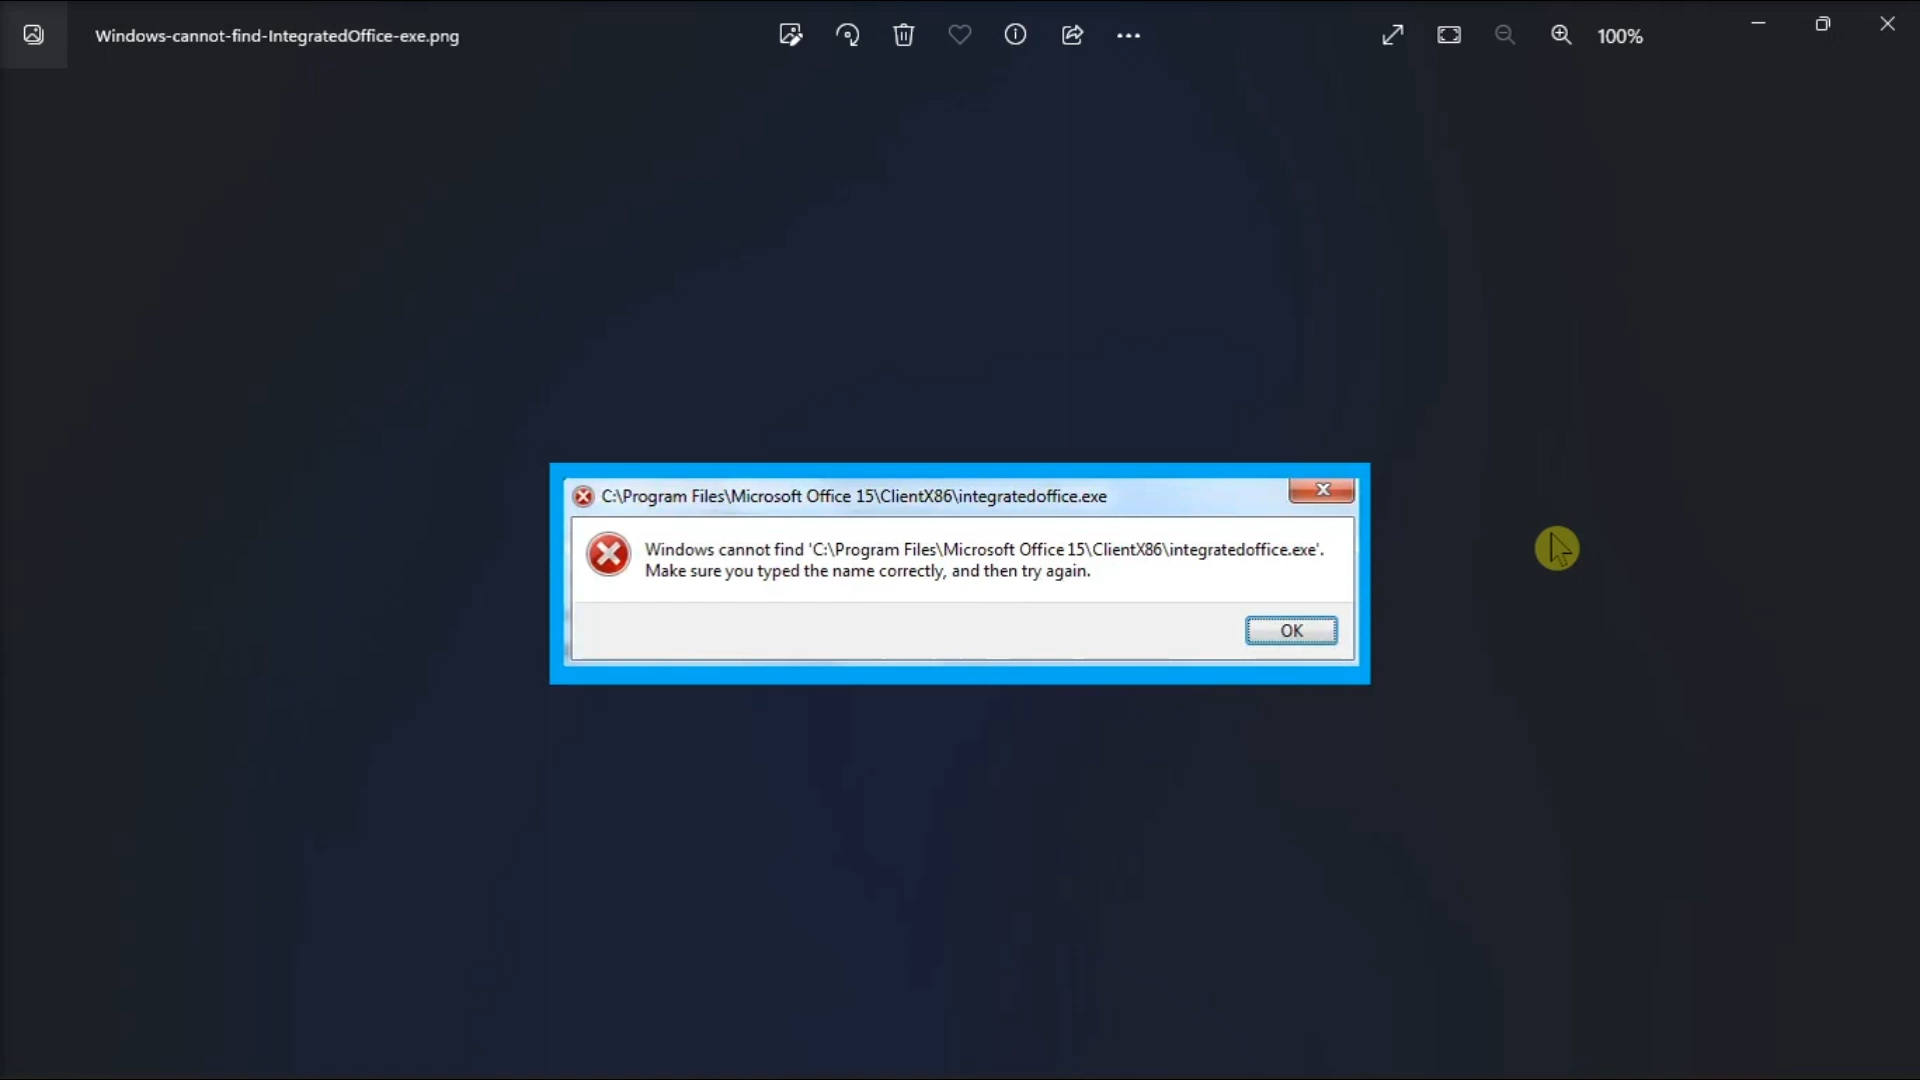 Windows-cannot-find-IntegratedOffice-exe.png
100%
C:\Program Files\Microsoft Office 15\ClientX86\integratedoffice.exe
Windows cannot find 'C:\Program Files\Microsoft Office 15\ClientX86\integratedoffice.exe'.
Make sure you typed the name correctly, and then try again.
OK